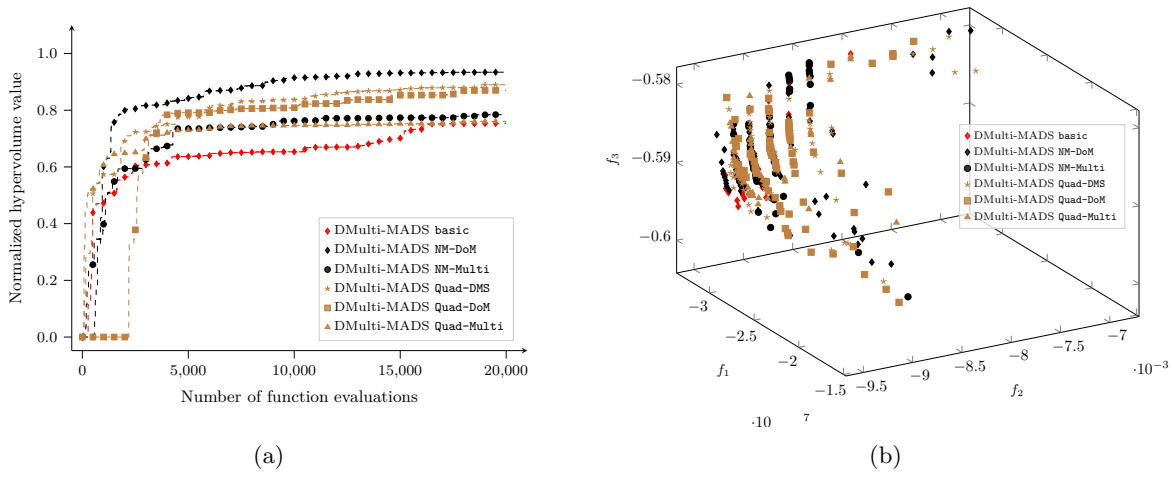 Normalized hypervolume value
1.0
0.8
0.6
0.4
0.2
0.0
DMulti-MADS basic
DMulti-MADS NM-DoM
DMulti-MADS NM-Multi
DMulti-MADS Quad-DMS
DMulti-MADS Quad-DoM
DMulti-MADS Quad-Multi
0 5,000 10,000 15,000 20,000
Number of function evaluations
(a)
f3
−0.58
−0.59
−0.6
DMulti-MADS basic
DMulti-MADS NM-DoM
DMulti-MADS NM-Multi
DMulti-MADS Quad-DMS
DMulti-MADS Quad-DoM
DMulti-MADS Quad-Multi
−3
−2.5
−2
−1.5
f1
·10 7
−9.5
−9
−8.5
−8
−7.5
−7
f2
·10−3
(b)